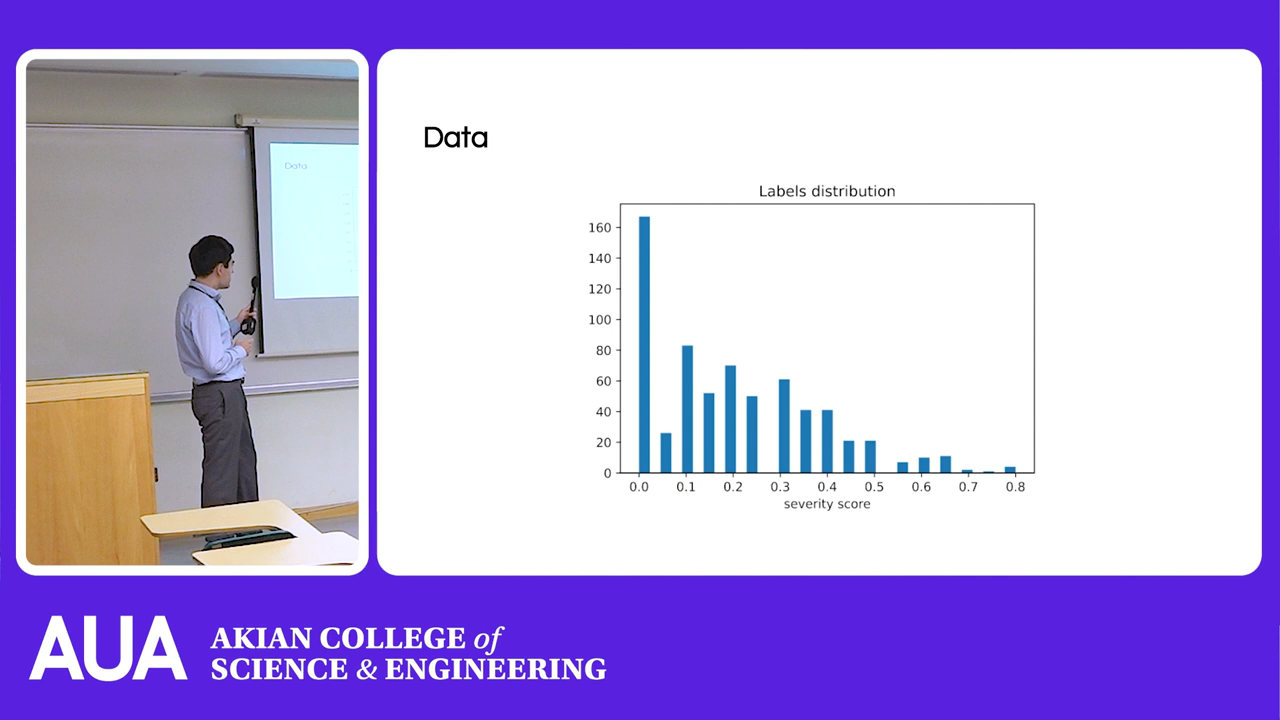 Data
Data
Labels distribution
160
140
120
100
80
60
40
20
0
0.0 0.1 0.2 0.3 0.4 0.5 0.6 0.7 0.8
severity score
AUA
AKIAN COLLEGE of
SCIENCE & ENGINEERING